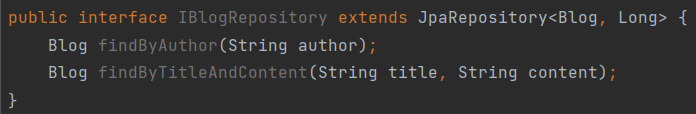 public interface IBlogRepository extends JpaRepository<Blog, Long> {
    Blog findByAuthor(String author);
    Blog findByTitleAndContent(String title, String content);
}